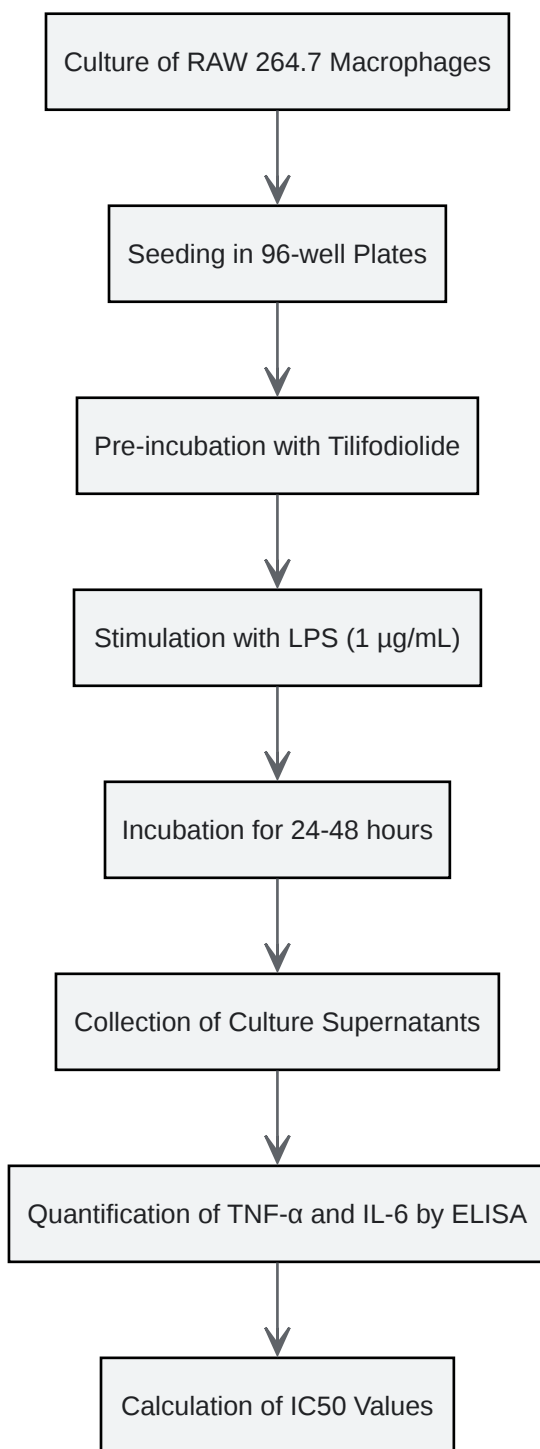 Culture of RAW 264.7 Macrophages
Seeding in 96-well Plates
Pre-incubation with Tilifodiolide
Stimulation with LPS (1 µg/mL)
Incubation for 24-48 hours
Collection of Culture Supernatants
Quantification of TNF-α and IL-6 by ELISA
Calculation of IC50 Values